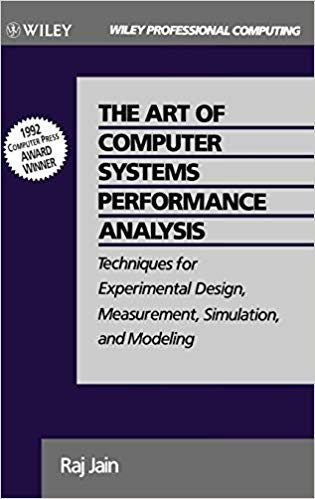 WILEY
WILEY PROFESSIONAL COMPUTING
1992
COMPUTER PRESS
AWARD
WINNER
THE ART OF
COMPUTER
SYSTEMS
PERFORMANCE
ANALYSIS
Techniques for
Experimental Design,
Measurement, Simulation,
and Modeling
Raj Jain